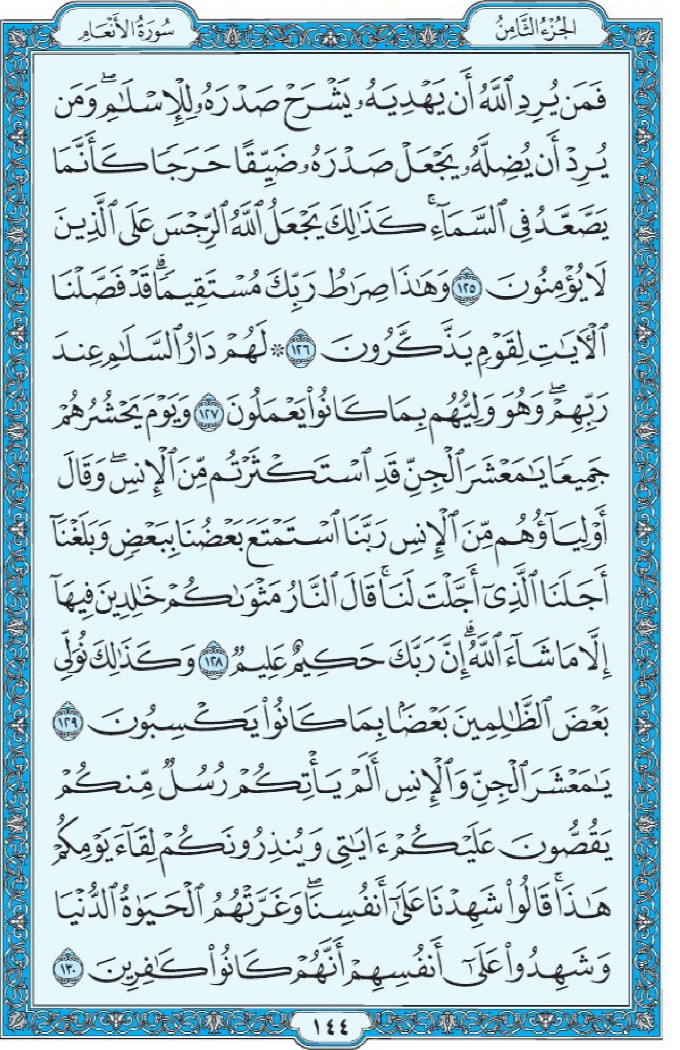 الجُزْءُ الثَّامِنُ
سُورَةُ الأَنْعَامِ
فَمَن يُرِدِ ٱللَّهُ أَن يَهْدِيَهُۥ يَشْرَحْ صَدْرَهُۥ لِلْإِسْلَٰمِۖ وَمَن
يُرِدْ أَن يُضِلَّهُۥ يَجْعَلْ صَدْرَهُۥ ضَيِّقًا حَرَجًا كَأَنَّمَا
يَصَّعَّدُ فِى ٱلسَّمَآءِۚ كَذَٰلِكَ يَجْعَلُ ٱللَّهُ ٱلرِّجْسَ عَلَى ٱلَّذِينَ
لَا يُؤْمِنُونَ ١٢٥ وَهَٰذَا صِرَٰطُ رَبِّكَ مُسْتَقِيمًاۗ قَدْ فَصَّلْنَا
ٱلْءَايَٰتِ لِقَوْمٍ يَذَّكَّرُونَ ١٢٦ ۞ لَهُمْ دَارُ ٱلسَّلَٰمِ عِندَ
رَبِّهِمْۖ وَهُوَ وَلِيُّهُم بِمَا كَانُوا۟ يَعْمَلُونَ ١٢٧ وَيَوْمَ يَحْشُرُهُمْ
جَمِيعًا يَٰمَعْشَرَ ٱلْجِنِّ قَدِ ٱسْتَكْثَرْتُم مِّنَ ٱلْإِنسِۖ وَقَالَ
أَوْلِيَآؤُهُم مِّنَ ٱلْإِنسِ رَبَّنَا ٱسْتَمْتَعَ بَعْضُنَا بِبَعْضٍ وَبَلَغْنَآ
أَجَلَنَا ٱلَّذِىٓ أَجَّلْتَ لَنَاۚ قَالَ ٱلنَّارُ مَثْوَىٰكُمْ خَٰلِدِينَ فِيهَآ
إِلَّا مَا شَآءَ ٱللَّهُۗ إِنَّ رَبَّكَ حَكِيمٌ عَلِيمٌ ١٢٨ وَكَذَٰلِكَ نُوَلِّى
بَعْضَ ٱلظَّٰلِمِينَ بَعْضًۢا بِمَا كَانُوا۟ يَكْسِبُونَ ١٢٩
يَٰمَعْشَرَ ٱلْجِنِّ وَٱلْإِنسِ أَلَمْ يَأْتِكُمْ رُسُلٌ مِّنكُمْ
يَقُصُّونَ عَلَيْكُمْ ءَايَٰتِى وَيُنذِرُونَكُمْ لِقَآءَ يَوْمِكُمْ
هَٰذَاۚ قَالُوا۟ شَهِدْنَا عَلَىٰٓ أَنفُسِنَاۖ وَغَرَّتْهُمُ ٱلْحَيَوٰةُ ٱلدُّنْيَا
وَشَهِدُوا۟ عَلَىٰٓ أَنفُسِهِمْ أَنَّهُمْ كَانُوا۟ كَٰفِرِينَ ١٣٠
١٤٤